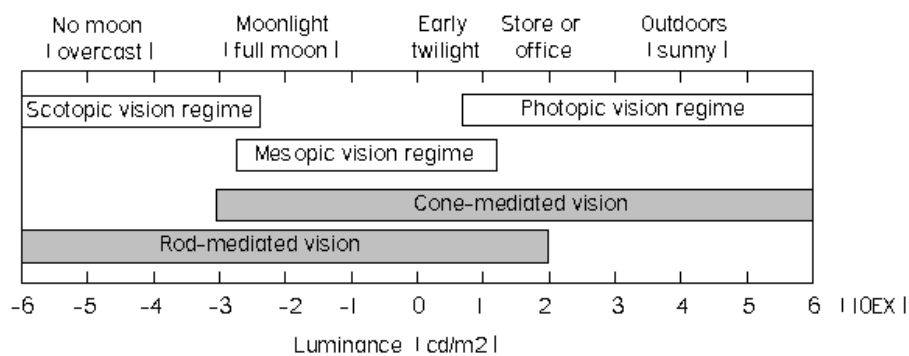 No moon Moonlight Early Store or Outdoors
| overcast | | full moon | twilight office | sunny |
Scotopic vision regime Photopic vision regime
Mesopic vision regime
Cone-mediated vision
Rod-mediated vision
-6 -5 -4 -3 -2 -1 0 1 2 3 4 5 6 | 10EX |
Luminance | cd/m2 |